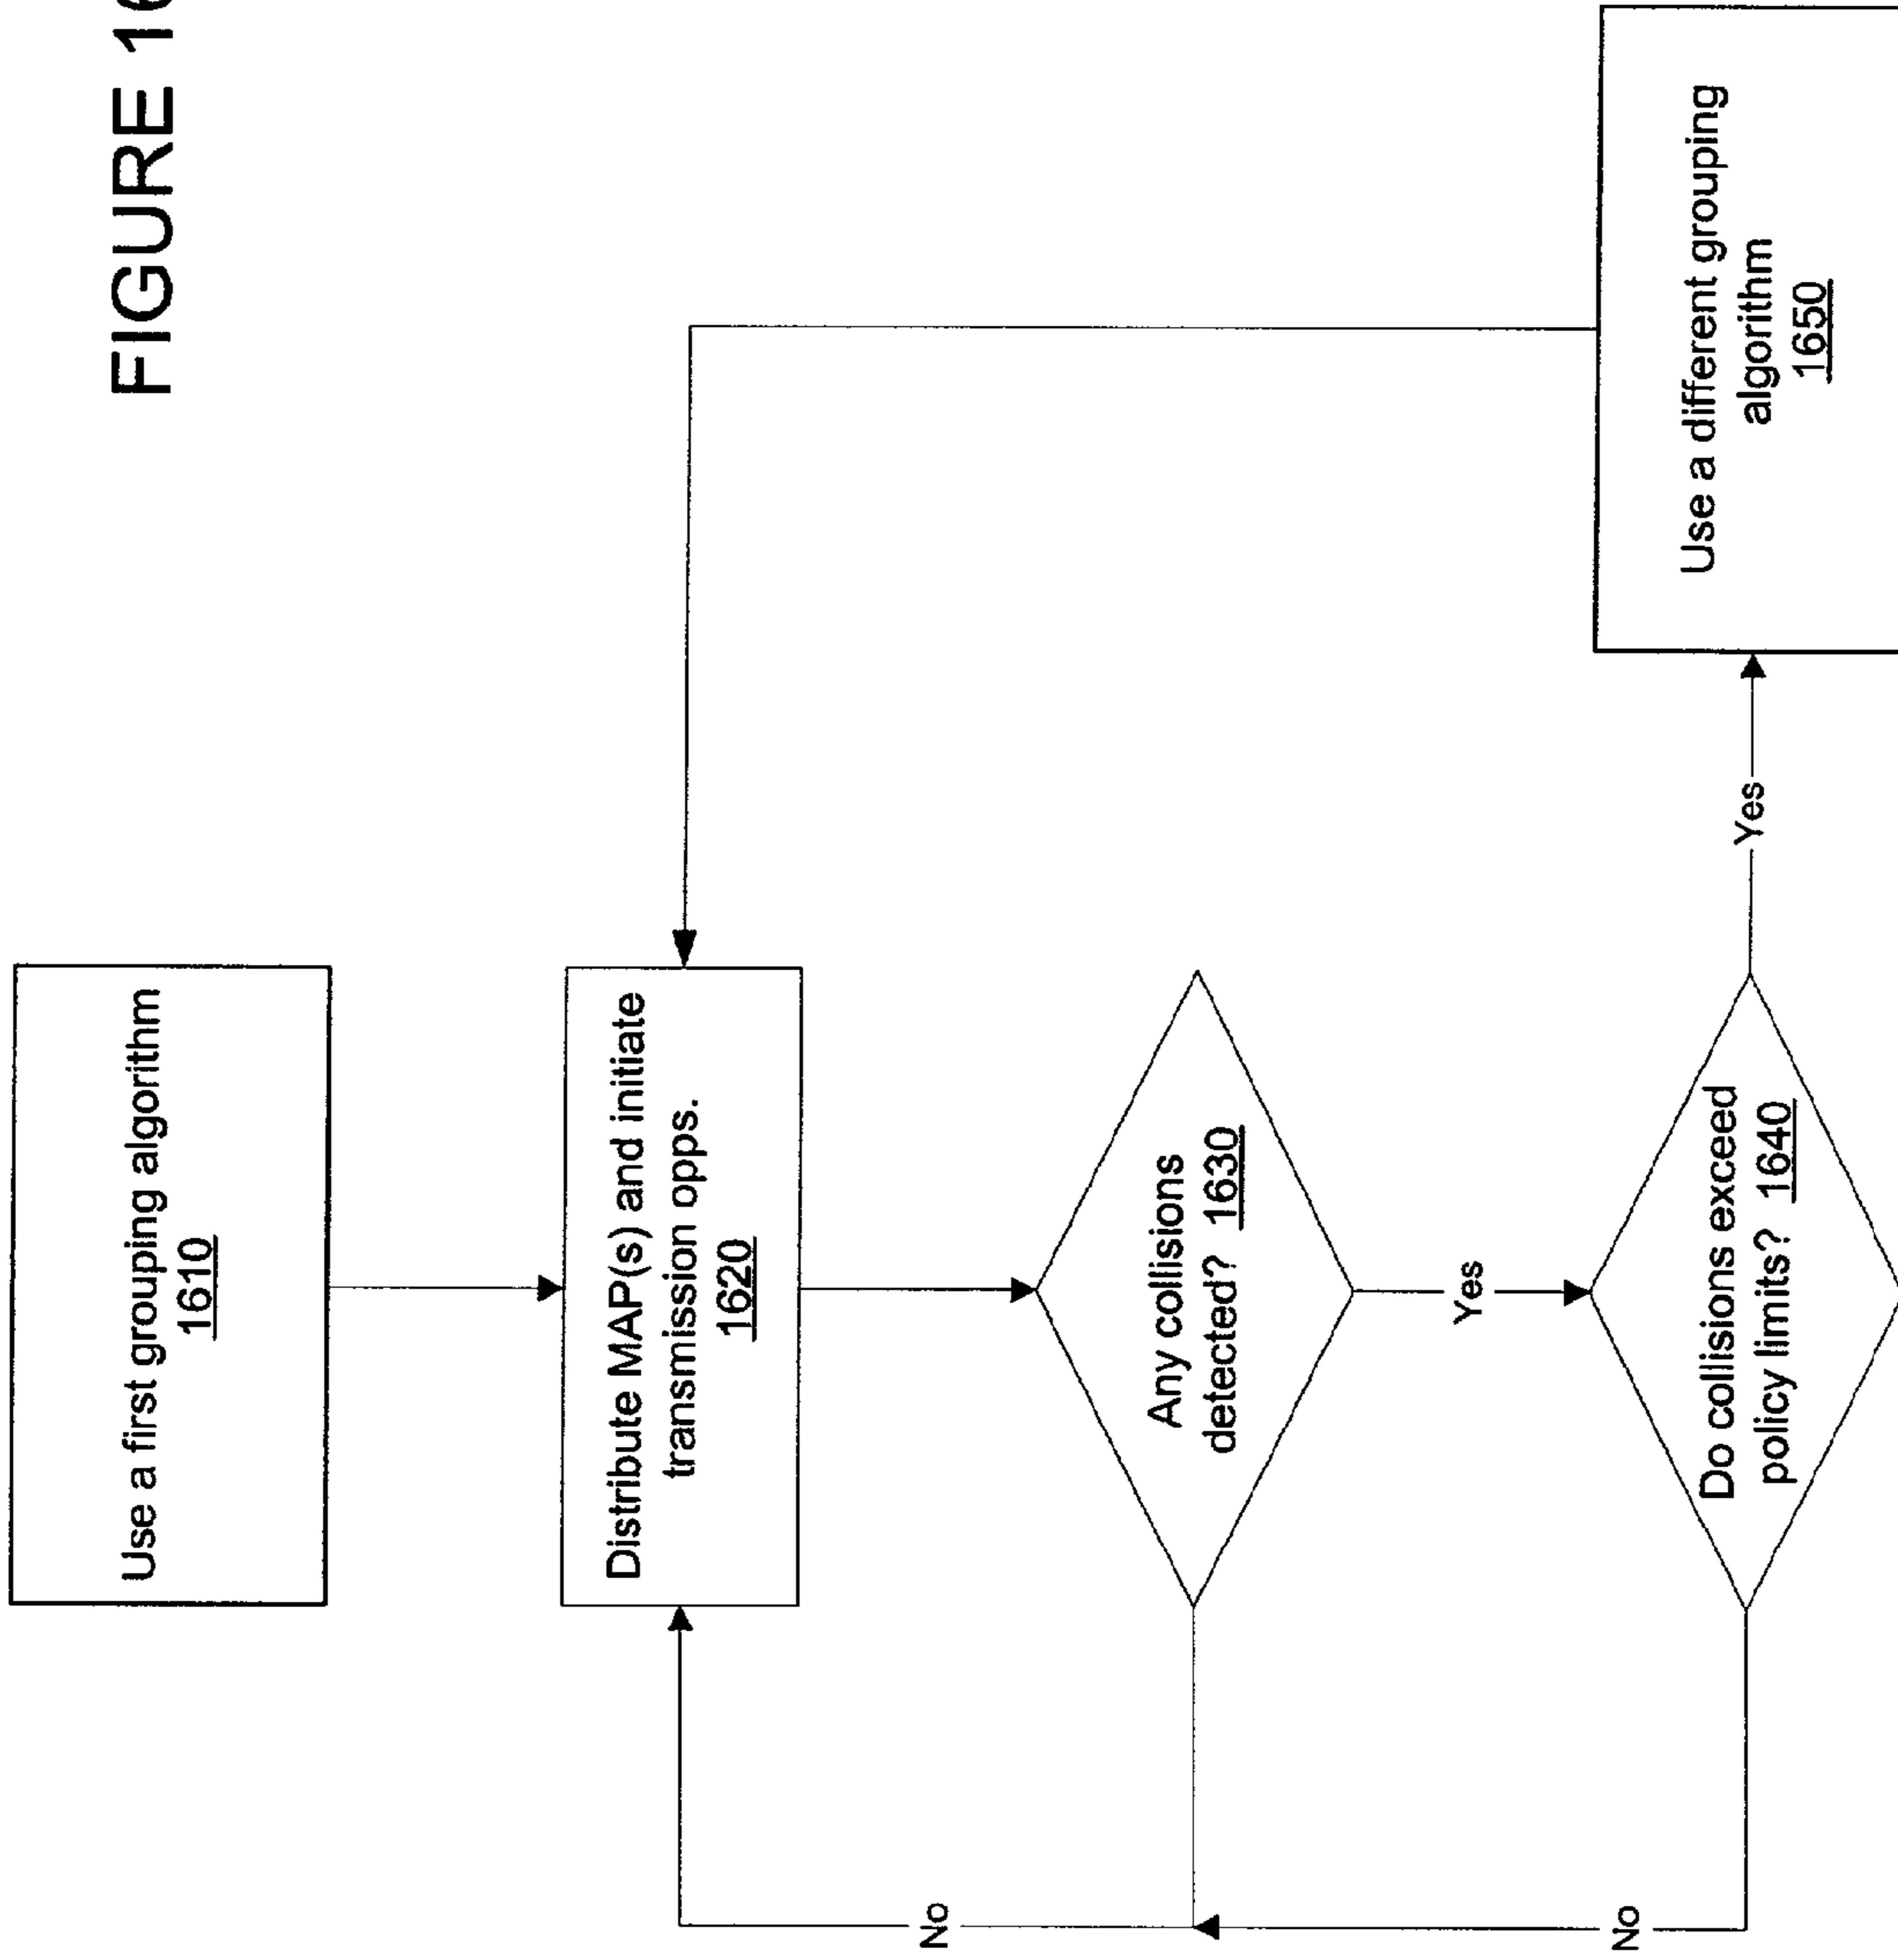 FIGURE 16
Use a first grouping algorithm
1610
Distribute MAP(s) and initiate
transmission opps.
1620
Any collisions
detected? 1630
Yes
No
Do collisions exceed
policy limits? 1640
Yes
No
Use a different grouping
algorithm
1650